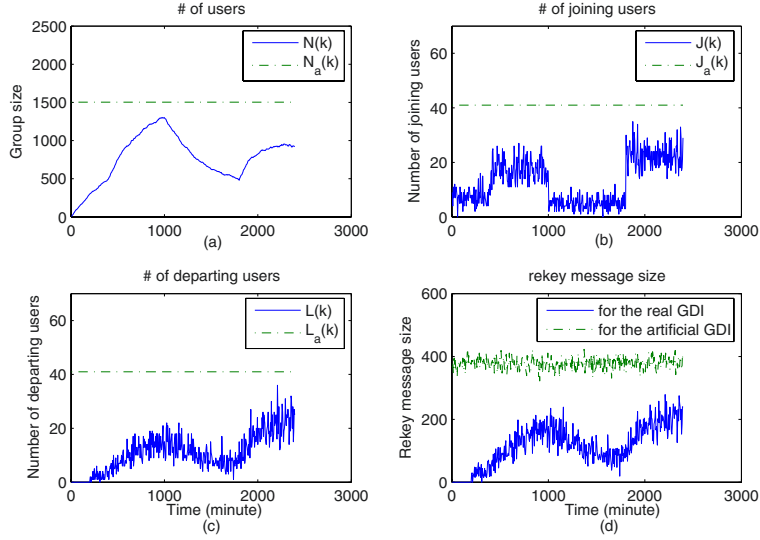 # of users
2500
2000
1500
1000
500
0
Group size
N(k)
N_a(k)
0 1000 2000 3000
(a)
# of joining users
60
40
20
0
Number of joining users
J(k)
J_a(k)
0 1000 2000 3000
(b)
# of departing users
60
40
20
0
Number of departing users
L(k)
L_a(k)
0 1000 2000 3000
Time (minute)
(c)
rekey message size
600
400
200
0
Rekey message size
for the real GDI
for the artificial GDI
0 1000 2000 3000
Time (minute)
(d)